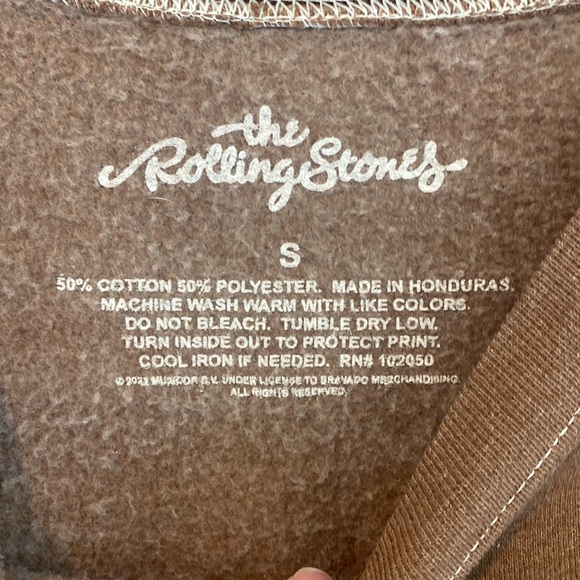 the
Rolling Stones
S
50% COTTON 50% POLYESTER. MADE IN HONDURAS.
MACHINE WASH WARM WITH LIKE COLORS.
DO NOT BLEACH. TUMBLE DRY LOW.
TURN INSIDE OUT TO PROTECT PRINT.
COOL IRON IF NEEDED. RN# 102050
© 2022 MUSIDOR B.V. UNDER LICENSE TO BRAVADO MERCHANDISING.
ALL RIGHTS RESERVED.